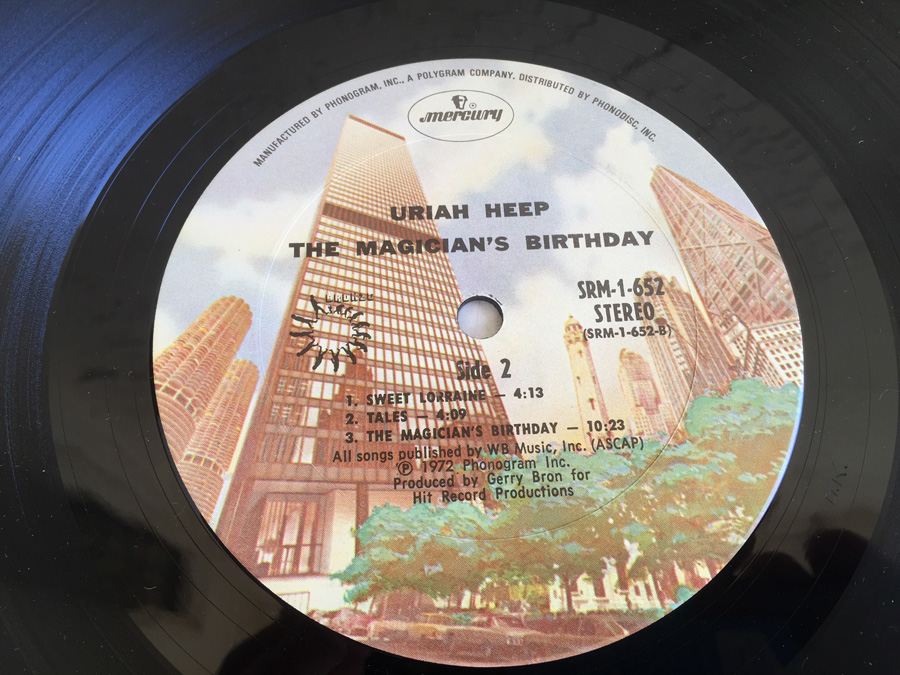 MANUFACTURED BY PHONOGRAM, INC., A POLYGRAM COMPANY. DISTRIBUTED BY PHONODISC, INC.
mercury
URIAH HEEP
THE MAGICIAN'S BIRTHDAY
SRM-1-652
STEREO
(SRM-1-652-B)
Side 2
1. SWEET LORRAINE — 4:13
2. TALES — 4:09
3. THE MAGICIAN'S BIRTHDAY — 10:23
All songs published by WB Music, Inc. (ASCAP)
Ⓟ 1972 Phonogram Inc.
Produced by Gerry Bron for
Hit Record Productions